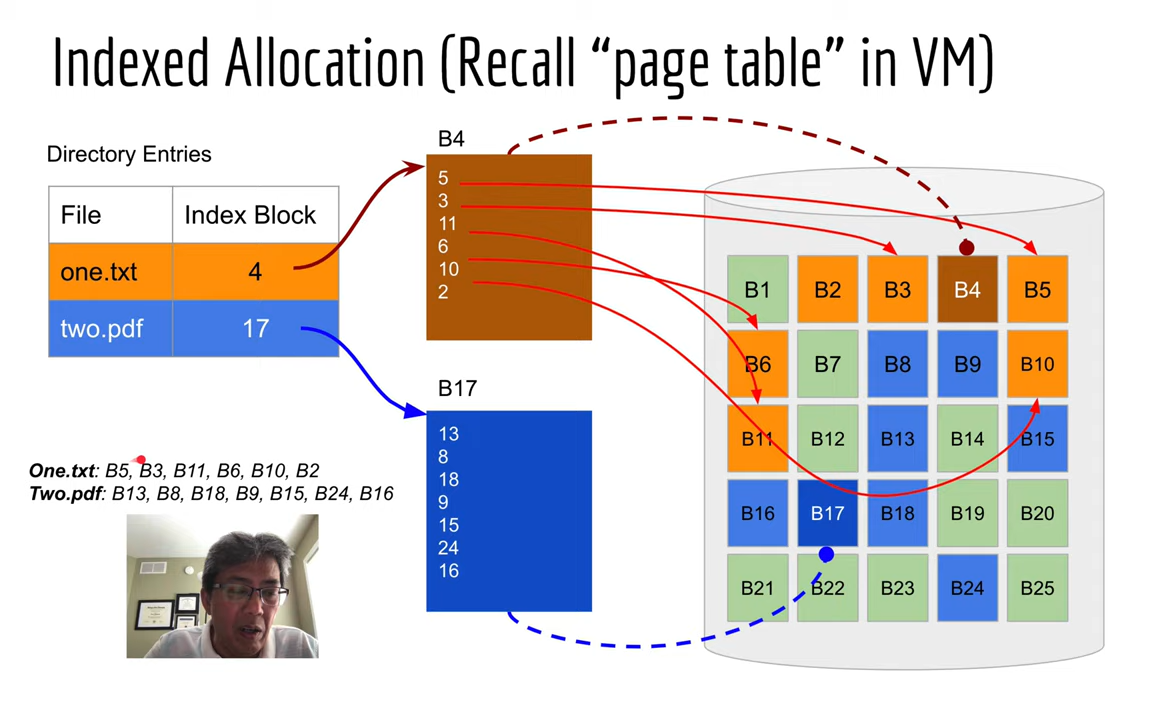 Indexed Allocation (Recall “page table” in VM)
Directory Entries
File Index Block
one.txt 4
two.pdf 17
One.txt: B5, B3, B11, B6, B10, B2
Two.pdf: B13, B8, B18, B9, B15, B24, B16
B4
5
3
11
6
10
2
B17
13
8
18
9
15
24
16
B1 B2 B3 B4 B5
B6 B7 B8 B9 B10
B11 B12 B13 B14 B15
B16 B17 B18 B19 B20
B21 B22 B23 B24 B25